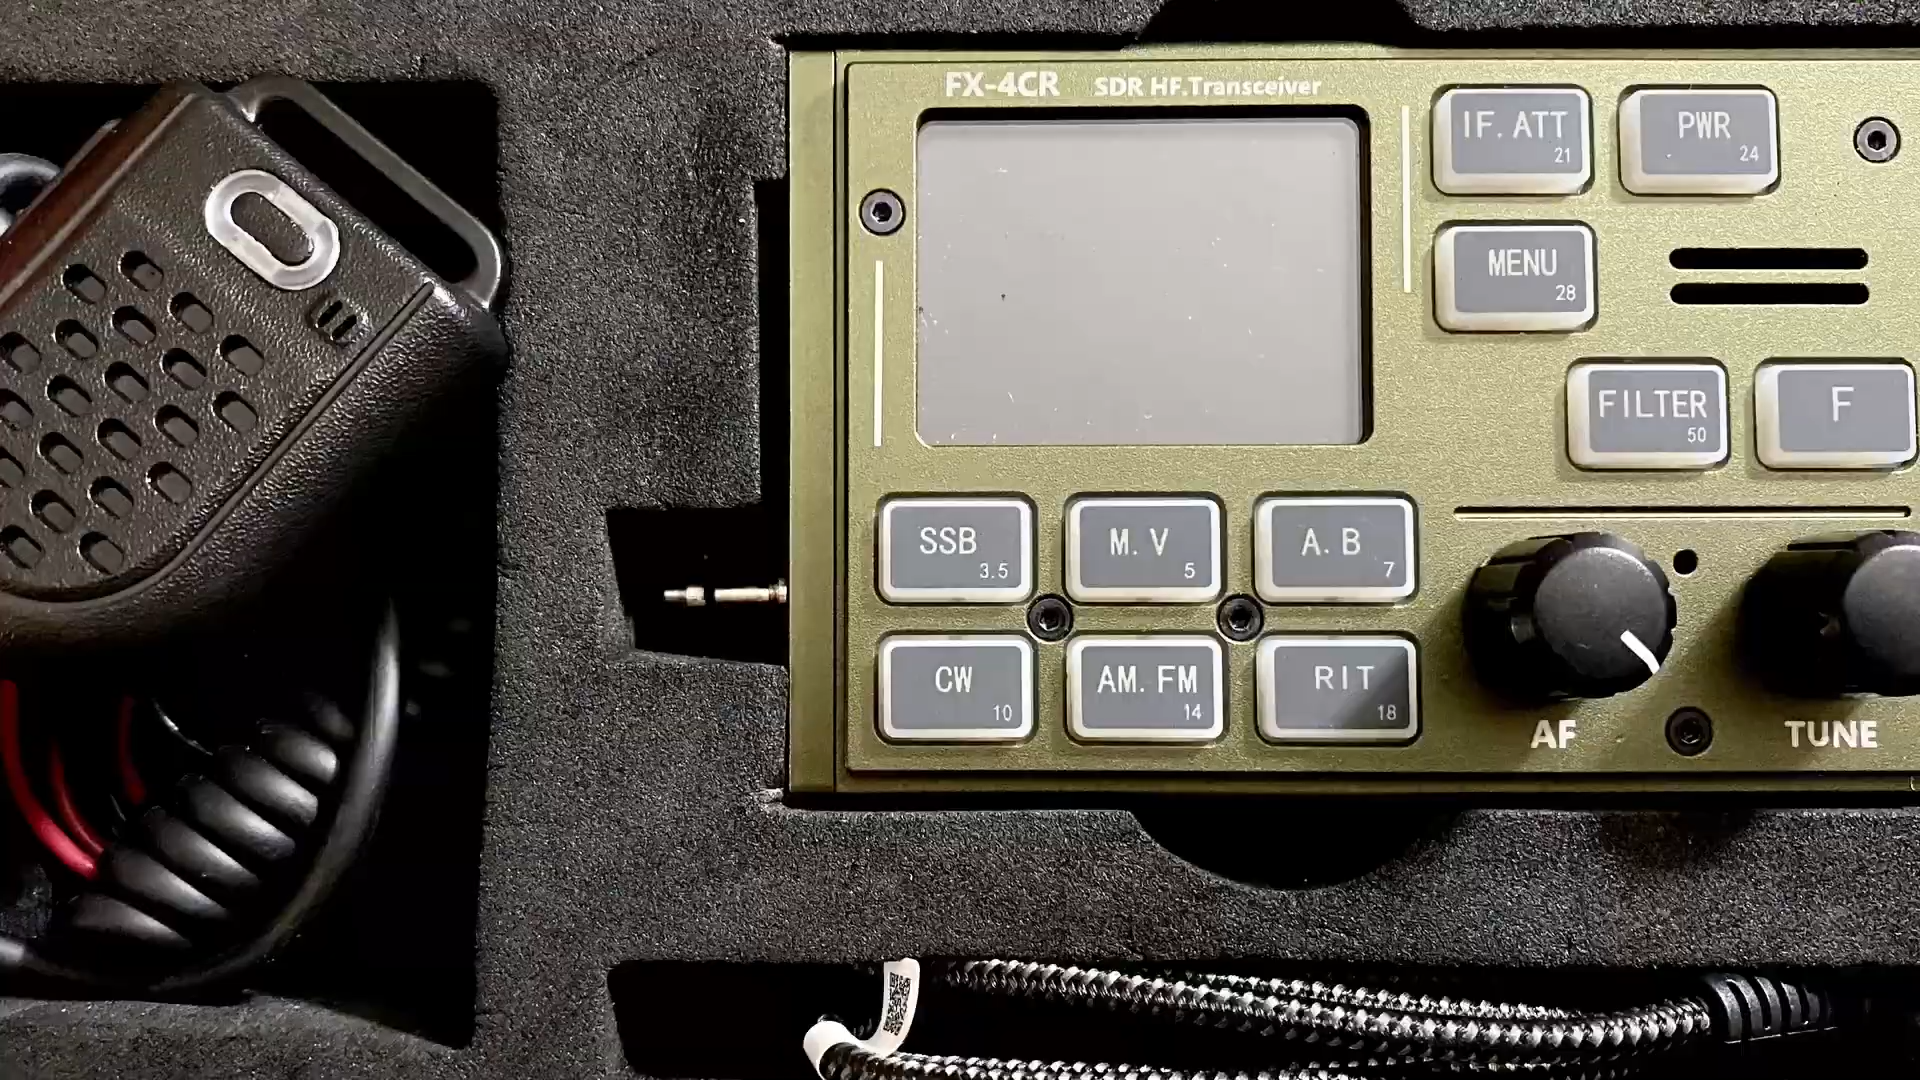 FX-4CR SDR HF.Transceiver
IF.ATT 21
PWR 24
MENU 28
FILTER 50
F
SSB 3.5
M.V 5
A.B 7
CW 10
AM.FM 14
RIT 18
AF
TUNE